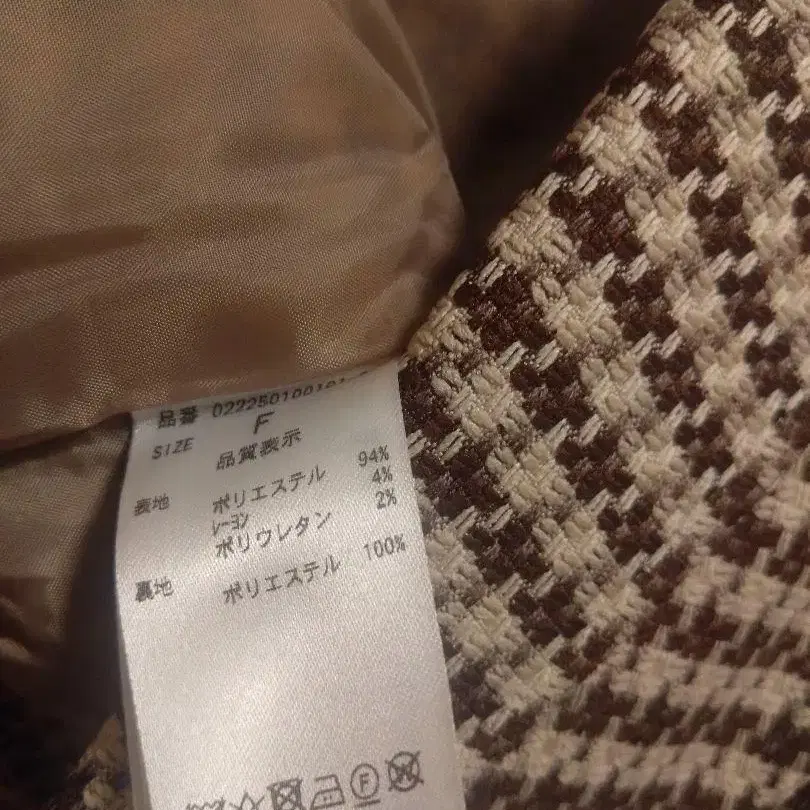 品番 022250100101
SIZE F
品質表示
表地 ポリエステル 94%
レーヨン 4%
ポリウレタン 2%
裏地 ポリエステル 100%
F